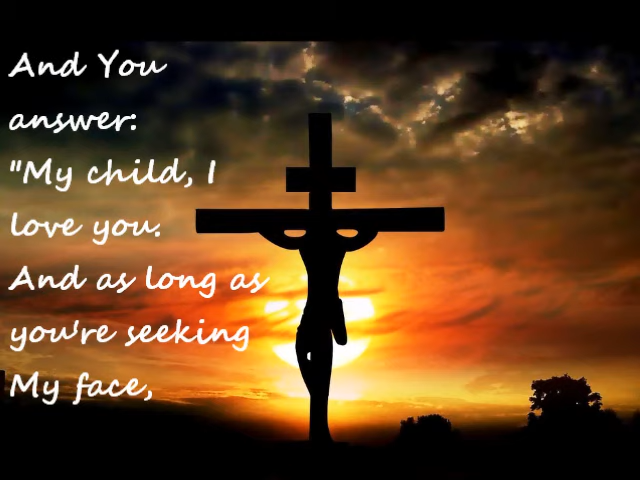 And You
answer:
"My child, I
love you.
And as long as
you're seeking
My face,